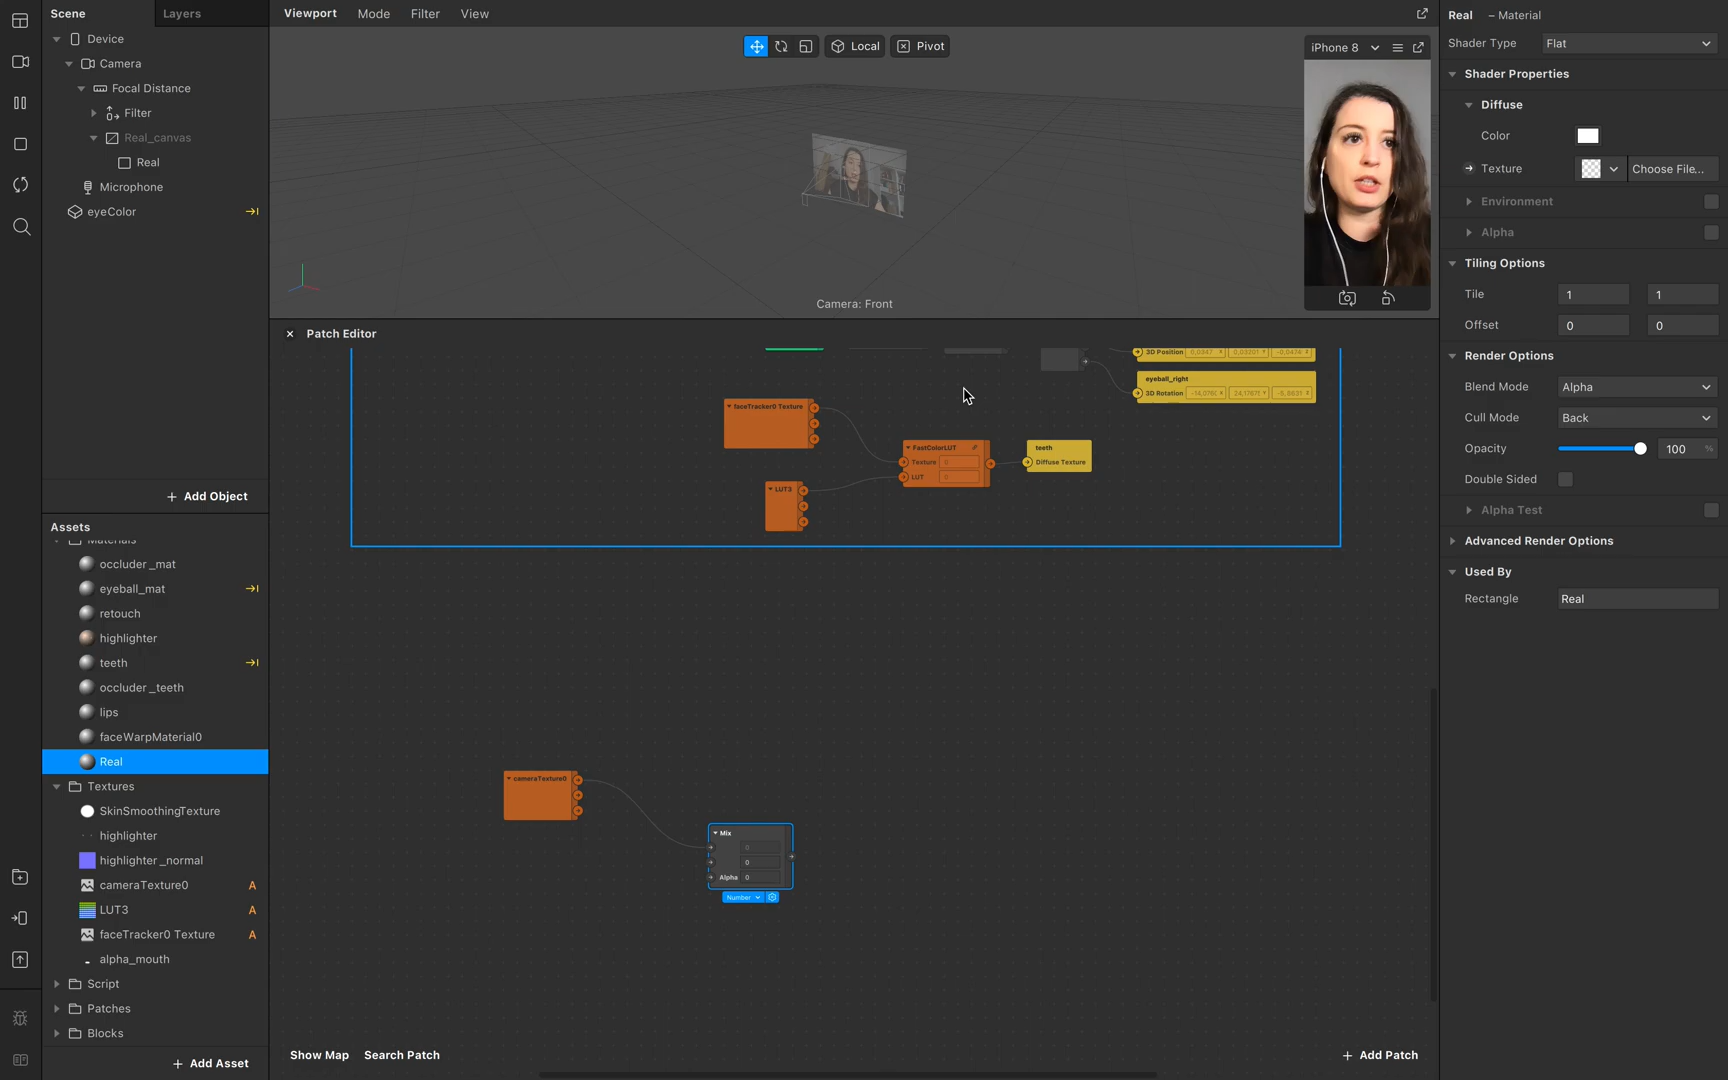 Scene
Layers
Viewport
Mode
Filter
View
Real
– Material
Device
Camera
Focal Distance
Filter
Real_canvas
Real
Microphone
eyeColor
+ Add Object
Local
Pivot
iPhone 8
Camera: Front
Shader Type
Flat
Shader Properties
Diffuse
Color
Texture
Choose File...
Environment
Alpha
Tiling Options
Tile
1
1
Offset
0
0
Render Options
Blend Mode
Alpha
Cull Mode
Back
Opacity
100
%
Double Sided
Alpha Test
Advanced Render Options
Used By
Rectangle
Real
Patch Editor
eyeball_right
3D Position
3D Rotation
faceTracker0 Texture
FastColorLUT
Texture
LUT
teeth
Diffuse Texture
LUT3
cameraTexture0
Mix
0
0
Alpha
0
Number
Show Map
Search Patch
+ Add Patch
Assets
Materials
occluder_mat
eyeball_mat
retouch
highlighter
teeth
occluder_teeth
lips
faceWarpMaterial0
Real
Textures
SkinSmoothingTexture
highlighter
highlighter_normal
cameraTexture0 A
LUT3 A
faceTracker0 Texture A
alpha_mouth
Script
Patches
Blocks
+ Add Asset